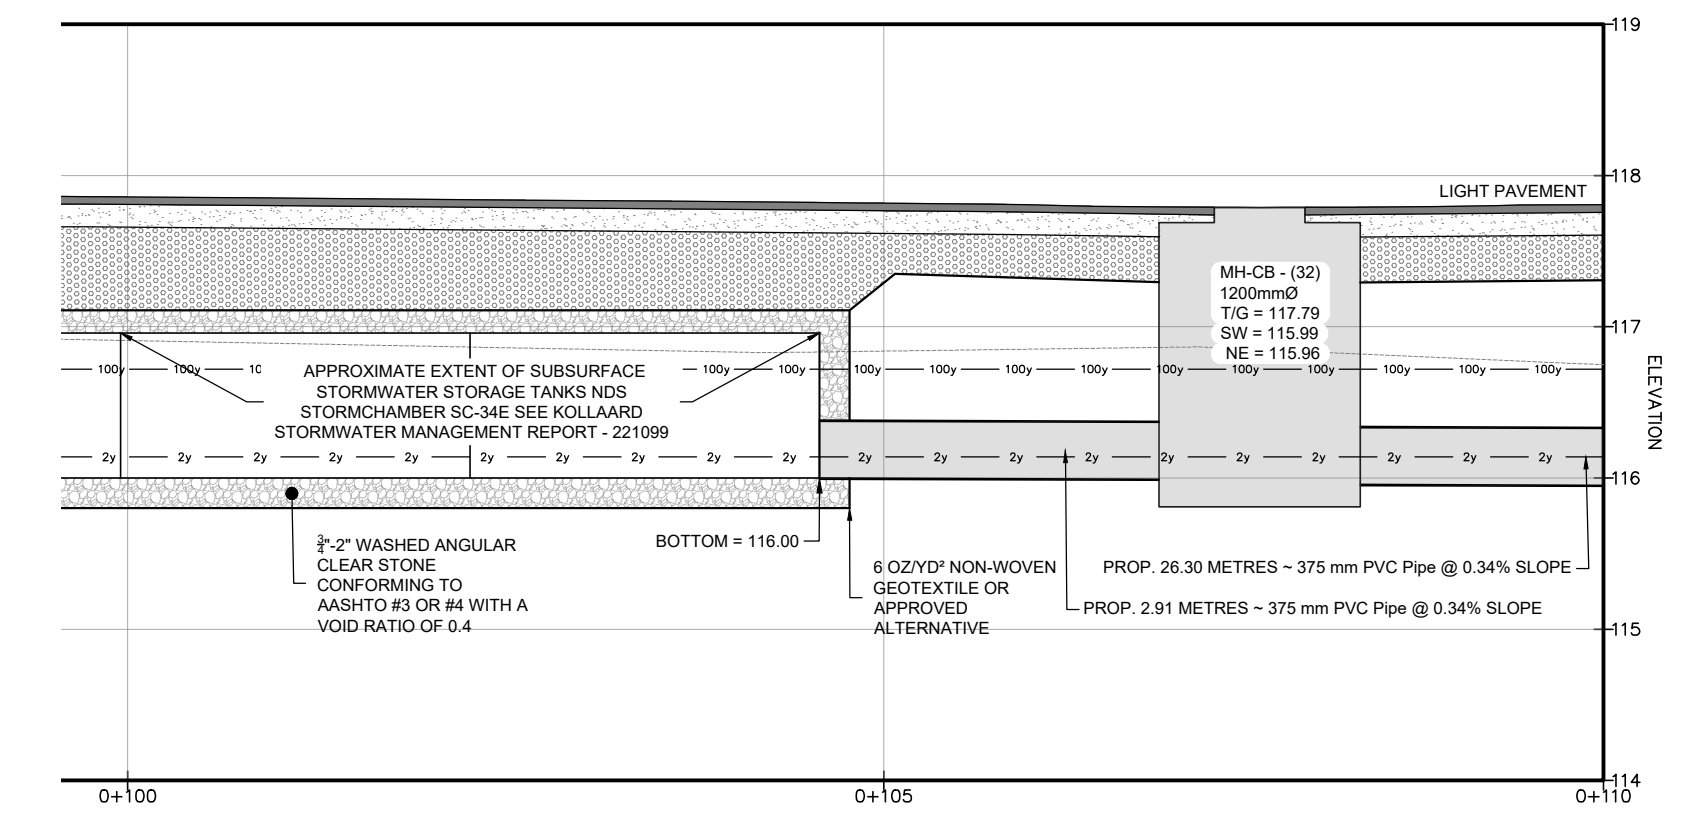 119
118
LIGHT PAVEMENT
MH-CB - (32)
1200mmØ
T/G = 117.79
SW = 115.99
NE = 115.96
117
ELEVATION
100y 100y 10 100y 100y 100y 100y 100y 100y 100y 100y 100y 100y 100y 100y
APPROXIMATE EXTENT OF SUBSURFACE
STORMWATER STORAGE TANKS NDS
STORMCHAMBER SC-34E SEE KOLLAARD
STORMWATER MANAGEMENT REPORT - 221099
2y 2y 2y 2y 2y 2y 2y 2y 2y 2y 2y 2y 2y 2y 2y 2y 2y 2y 2y 2y
116
3/4"-2" WASHED ANGULAR
CLEAR STONE
CONFORMING TO
AASHTO #3 OR #4 WITH A
VOID RATIO OF 0.4
BOTTOM = 116.00
6 OZ/YD² NON-WOVEN
GEOTEXTILE OR
APPROVED
ALTERNATIVE
PROP. 26.30 METRES ~ 375 mm PVC Pipe @ 0.34% SLOPE
PROP. 2.91 METRES ~ 375 mm PVC Pipe @ 0.34% SLOPE
115
114
0+100 0+105 0+110